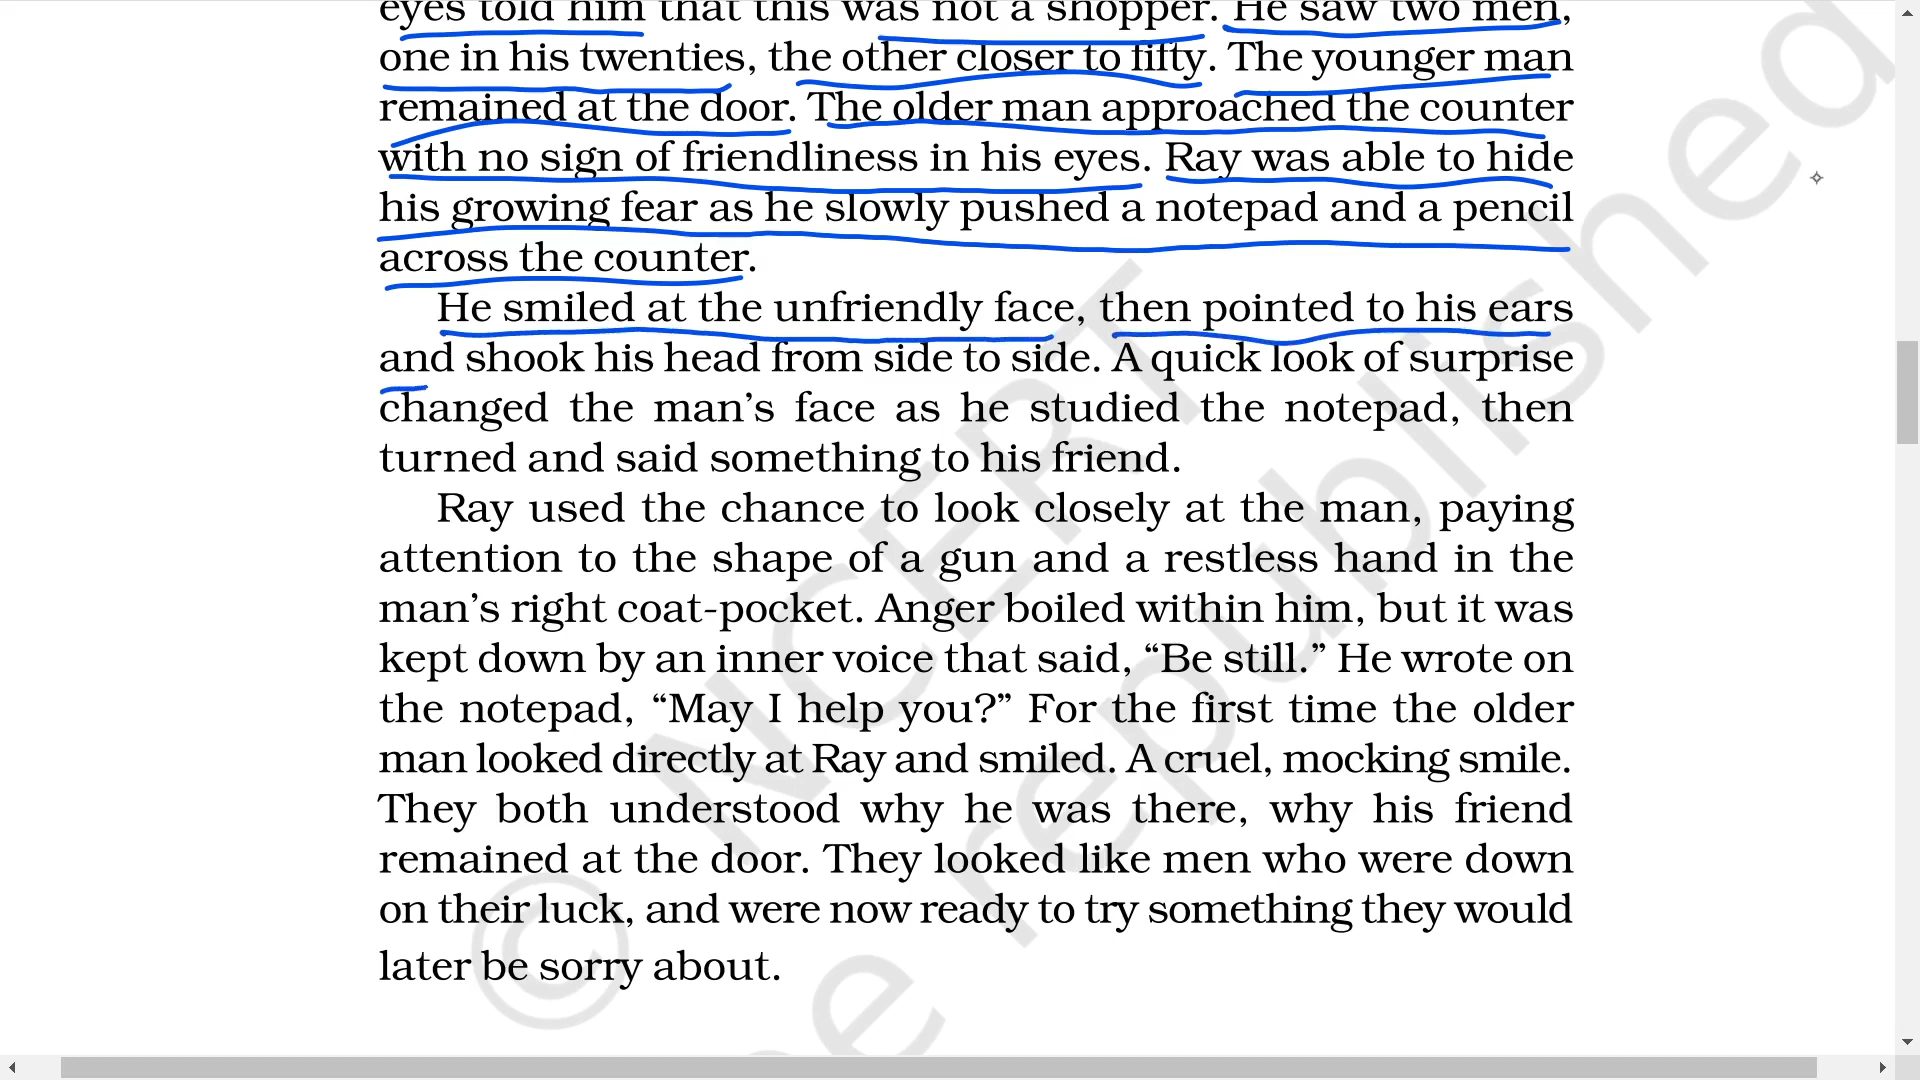 eyes told him that this was not a shopper. He saw two men,
one in his twenties, the other closer to fifty. The younger man
remained at the door. The older man approached the counter
with no sign of friendliness in his eyes. Ray was able to hide
his growing fear as he slowly pushed a notepad and a pencil
across the counter.
He smiled at the unfriendly face, then pointed to his ears
and shook his head from side to side. A quick look of surprise
changed the man’s face as he studied the notepad, then
turned and said something to his friend.
Ray used the chance to look closely at the man, paying
attention to the shape of a gun and a restless hand in the
man’s right coat-pocket. Anger boiled within him, but it was
kept down by an inner voice that said, “Be still.” He wrote on
the notepad, “May I help you?” For the first time the older
man looked directly at Ray and smiled. A cruel, mocking smile.
They both understood why he was there, why his friend
remained at the door. They looked like men who were down
on their luck, and were now ready to try something they would
later be sorry about.
© NCERT
republished